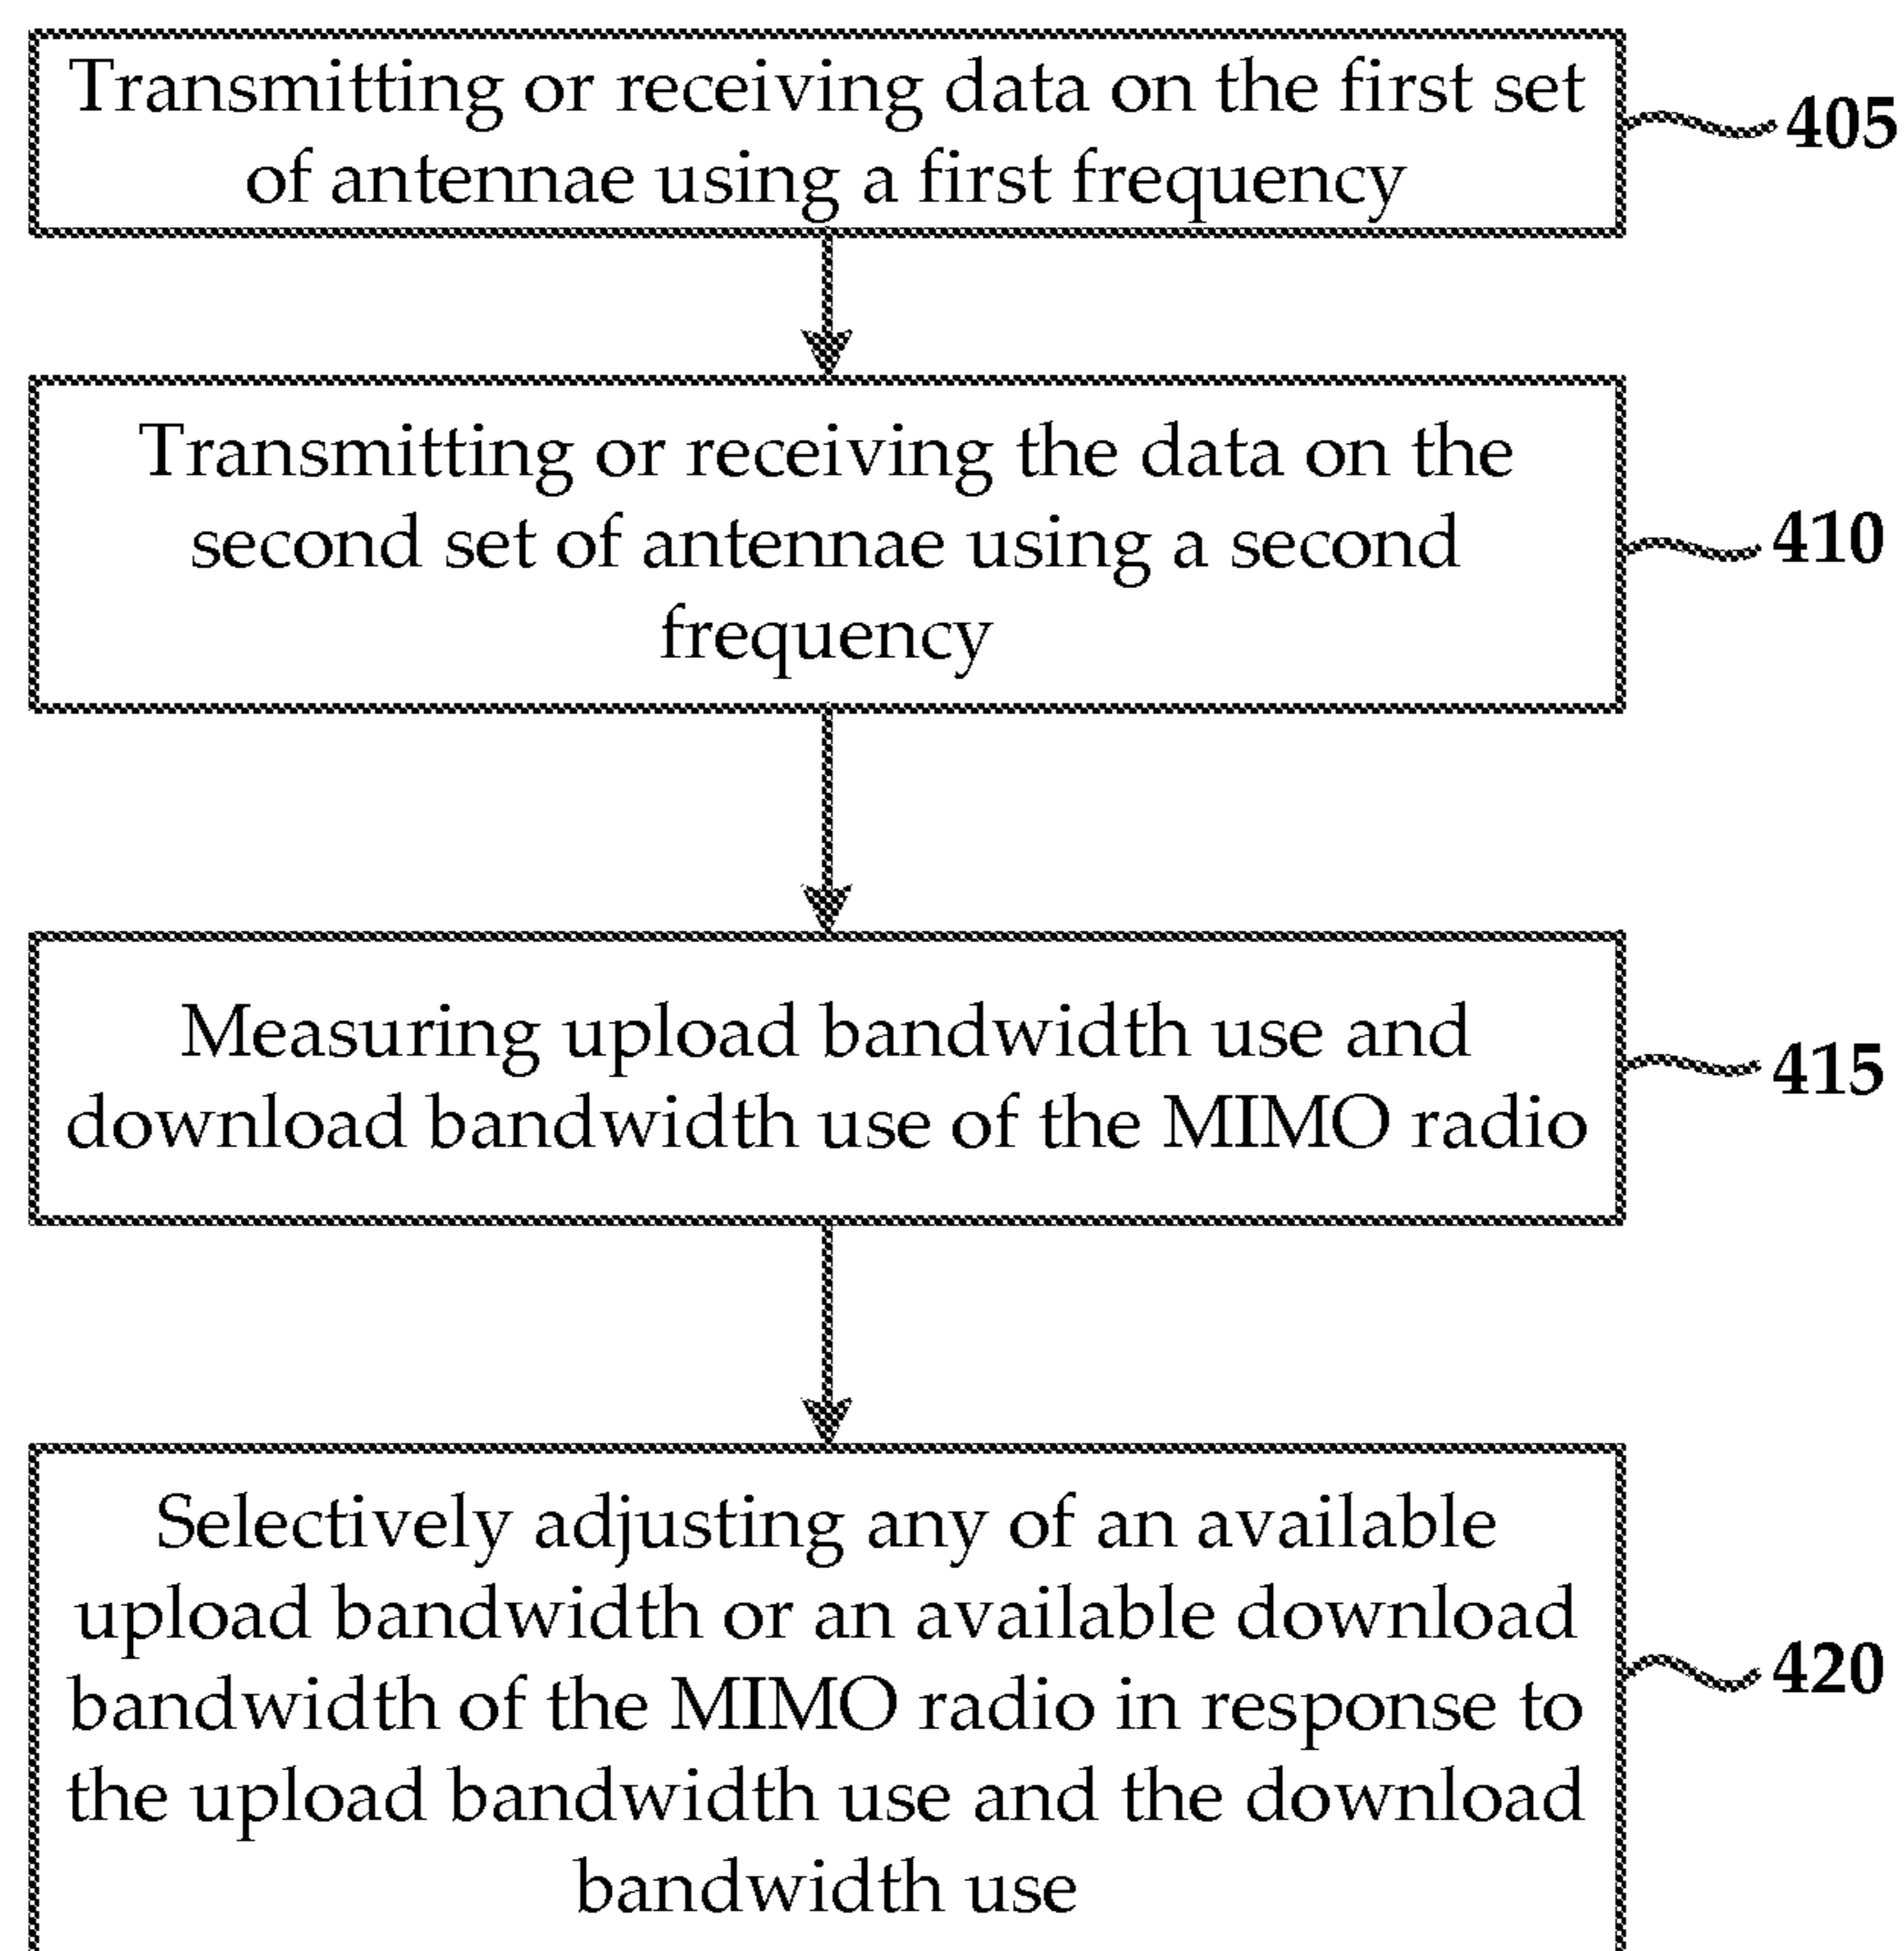 Transmitting or receiving data on the first set
of antennae using a first frequency
405
Transmitting or receiving the data on the
second set of antennae using a second
frequency
410
Measuring upload bandwidth use and
download bandwidth use of the MIMO radio
415
Selectively adjusting any of an available
upload bandwidth or an available download
bandwidth of the MIMO radio in response to
the upload bandwidth use and the download
bandwidth use
420